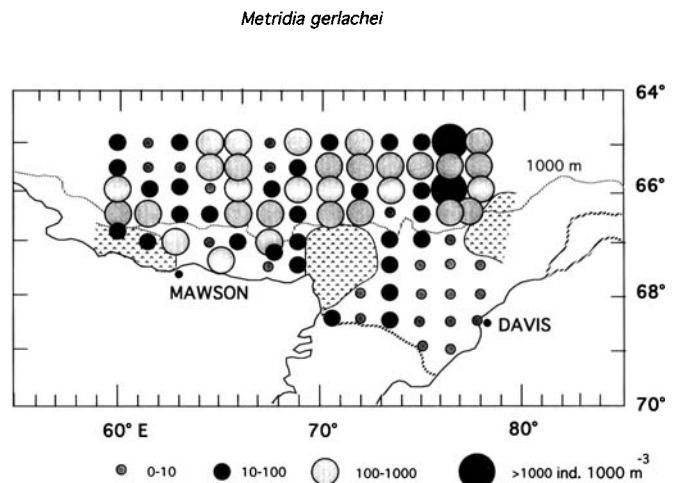 Metridia gerlachei
64°
1000 m
66°
MAWSON
68°
DAVIS
70°
60° E 70° 80°
0-10 10-100 100-1000 >1000 ind. 1000 m-3